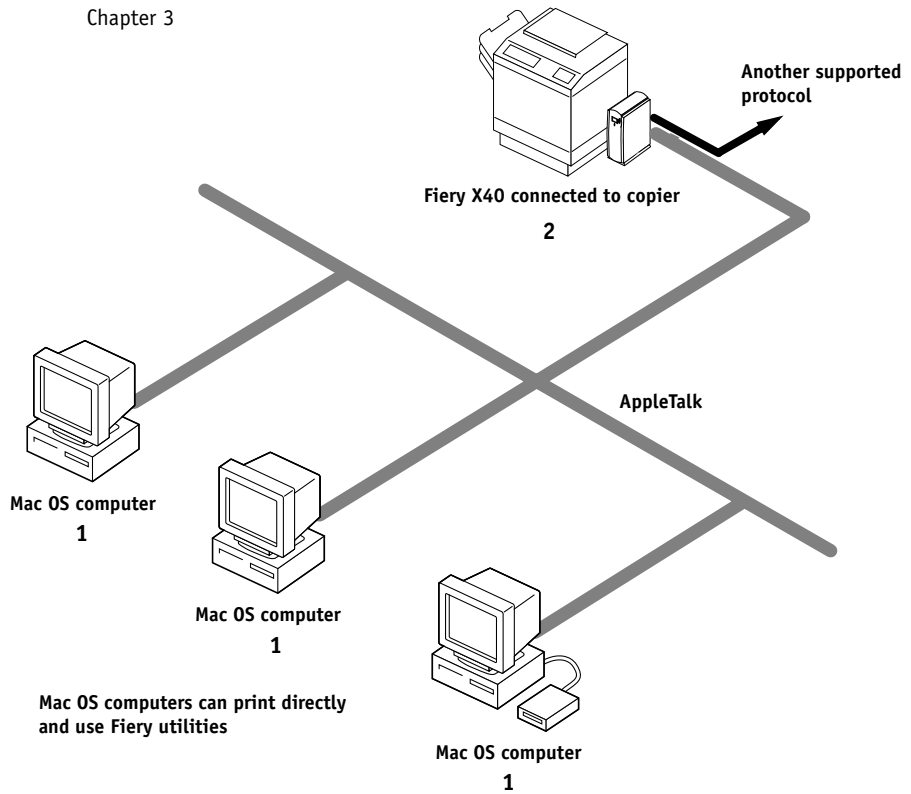 Chapter 3
Another supported
protocol
Fiery X40 connected to copier
2
AppleTalk
Mac OS computer
1
Mac OS computer
1
Mac OS computers can print directly
and use Fiery utilities
Mac OS computer
1